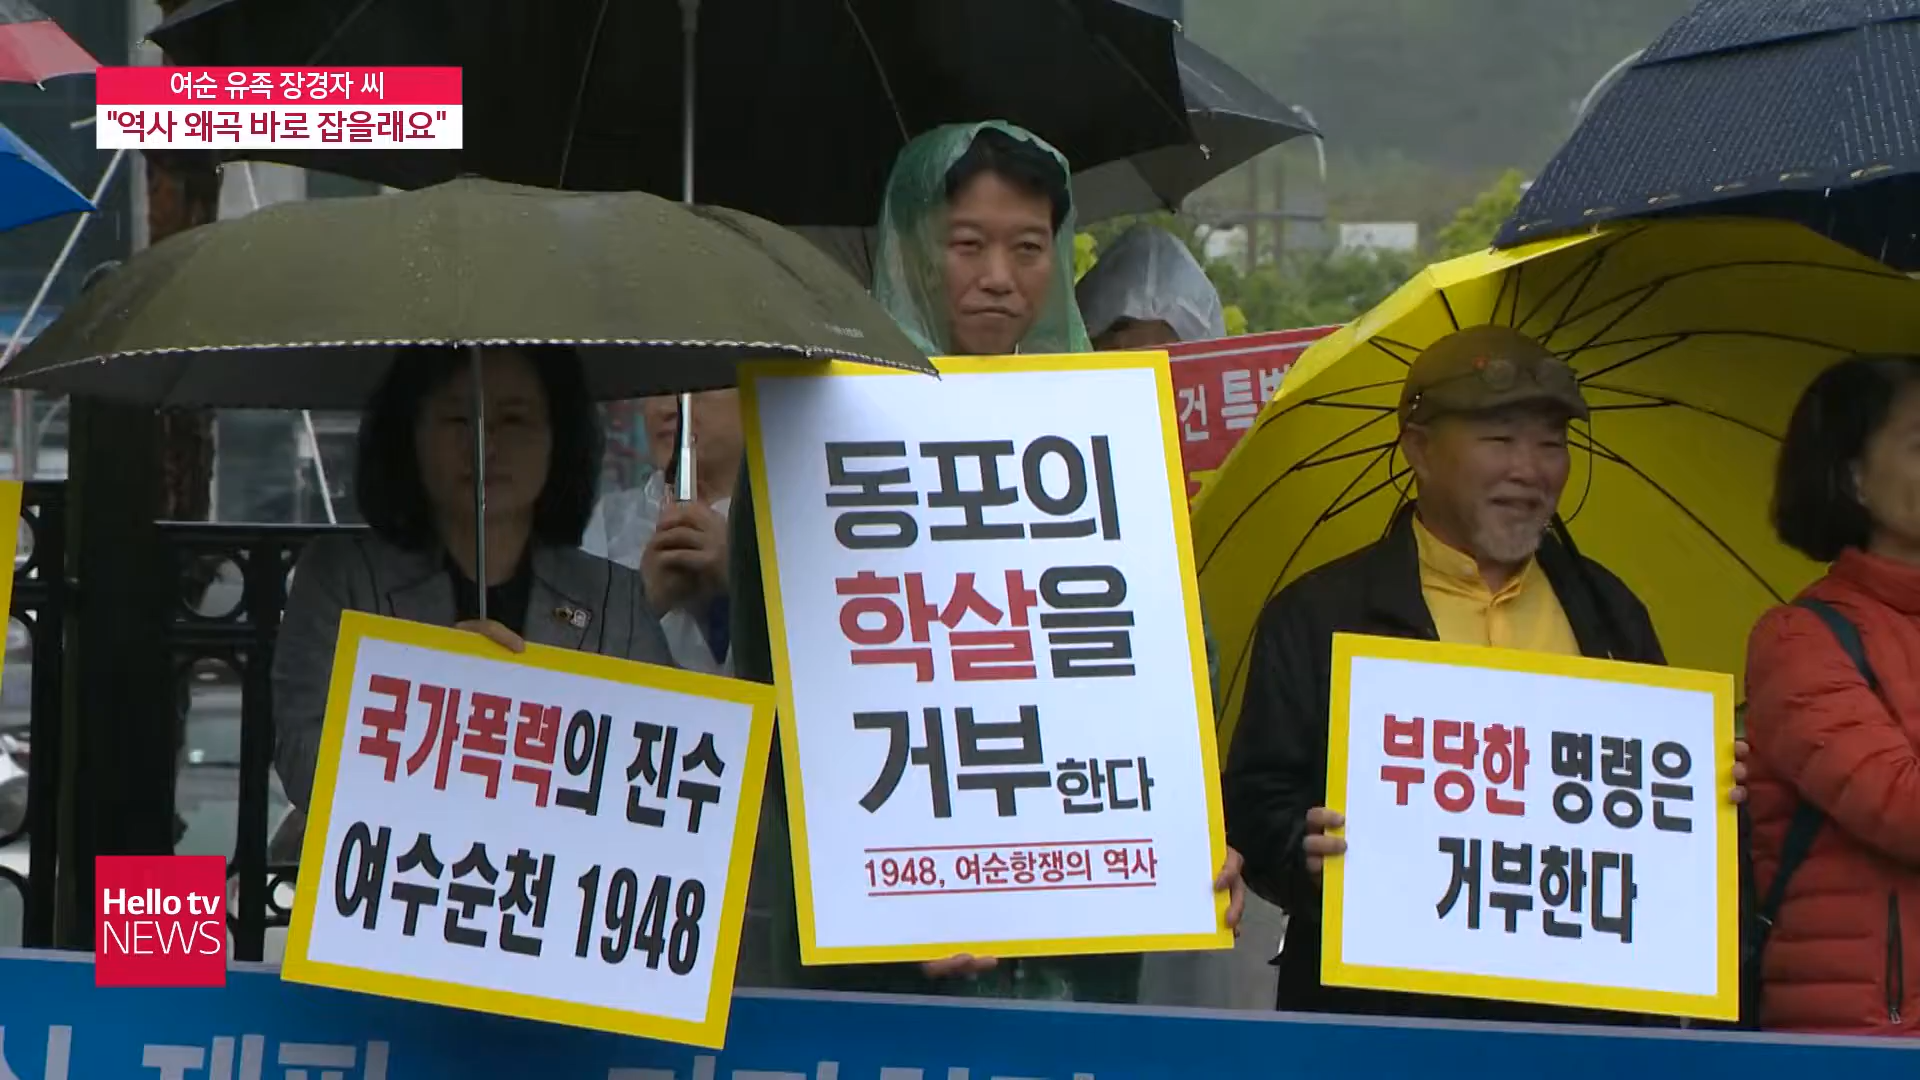 여순 유족 장경자 씨
"역사 왜곡 바로 잡을래요"
건 특별
동포의
학살을
거부한다
1948, 여순항쟁의 역사
국가폭력의 진수
여수순천 1948
부당한 명령은
거부한다
Hello tv
NEWS